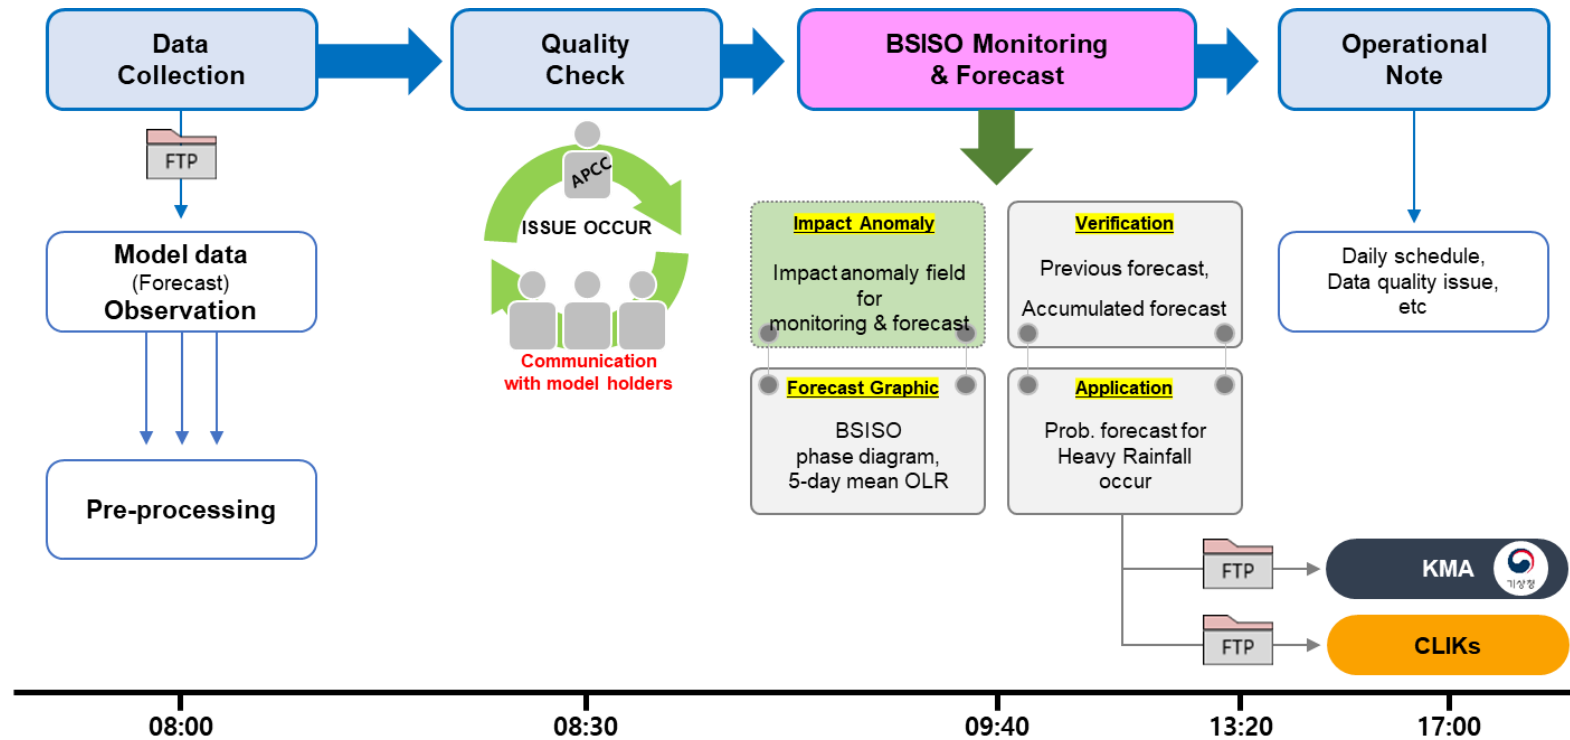 Data
Collection
Quality
Check
BSISO Monitoring
& Forecast
Operational
Note
FTP
Model data
(Forecast)
Observation
Pre-processing
APCC
ISSUE OCCUR
Communication
with model holders
Impact Anomaly
Impact anomaly field
for
monitoring & forecast
Verification
Previous forecast,
Accumulated forecast
Forecast Graphic
BSISO
phase diagram,
5-day mean OLR
Application
Prob. forecast for
Heavy Rainfall
occur
Daily schedule,
Data quality issue,
etc
FTP
KMA
기상청
FTP
CLIKs
08:00
08:30
09:40
13:20
17:00